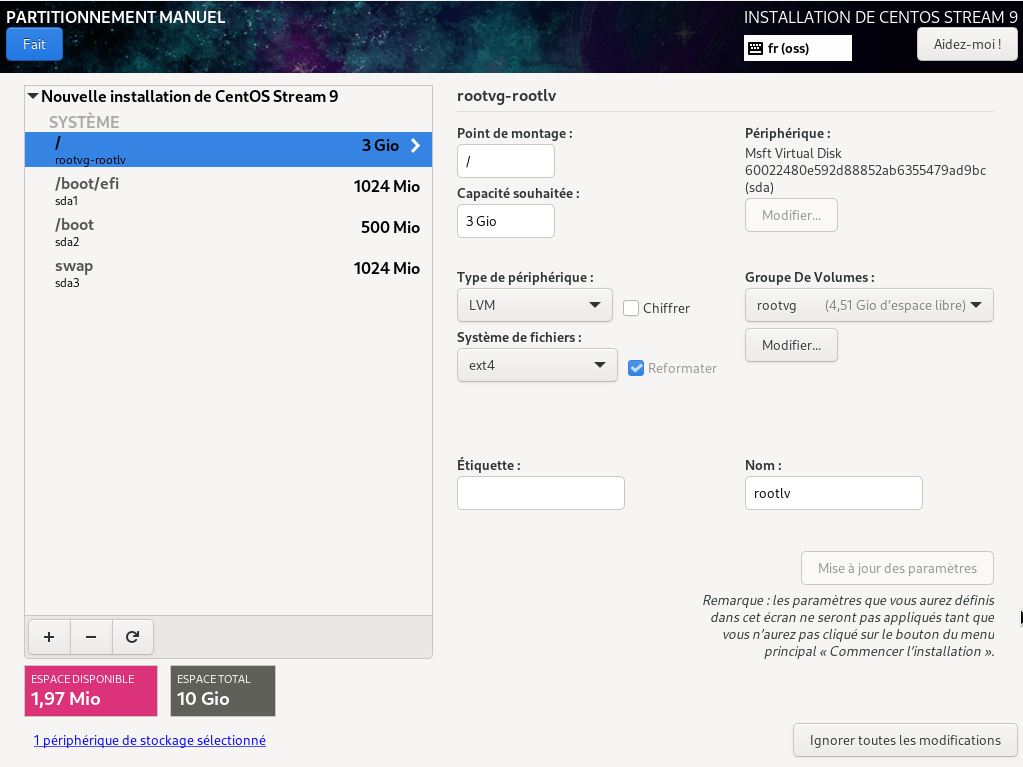 PARTITIONNEMENT MANUEL
INSTALLATION DE CENTOS STREAM 9
Fait
fr (oss)
Aidez-moi !
Nouvelle installation de CentOS Stream 9
SYSTÈME
/
3 Gio
rootvg-rootlv
/boot/efi
1024 Mio
sda1
/boot
500 Mio
sda2
swap
1024 Mio
sda3
+ −
ESPACE DISPONIBLE
1,97 Mio
ESPACE TOTAL
10 Gio
1 périphérique de stockage sélectionné
rootvg-rootlv
Point de montage :
/
Capacité souhaitée :
3 Gio
Périphérique :
Msft Virtual Disk
60022480e592d88852ab6355479ad9bc
(sda)
Modifier...
Type de périphérique :
LVM
Chiffrer
Système de fichiers :
ext4
Reformater
Groupe De Volumes :
rootvg (4,51 Gio d'espace libre)
Modifier...
Étiquette :
Nom :
rootlv
Mise à jour des paramètres
Remarque : les paramètres que vous aurez définis
dans cet écran ne seront pas appliqués tant que
vous n'aurez pas cliqué sur le bouton du menu
principal « Commencer l'installation ».
Ignorer toutes les modifications